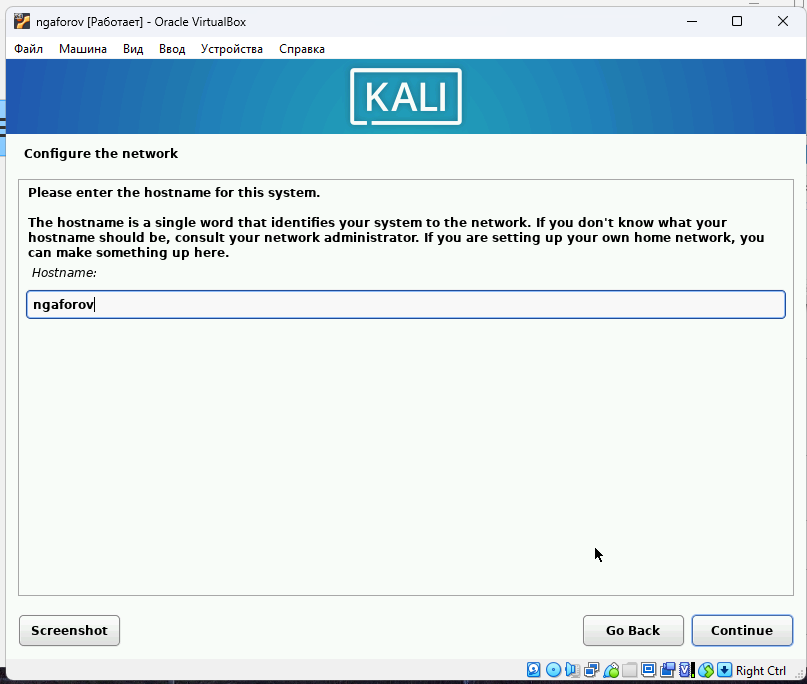 ngaforov [Работает] - Oracle VirtualBox
Файл Машина Вид Ввод Устройства Справка
KALI
Configure the network
Please enter the hostname for this system.
The hostname is a single word that identifies your system to the network. If you don't know what your
hostname should be, consult your network administrator. If you are setting up your own home network, you
can make something up here.
Hostname:
ngaforov
Screenshot Go Back Continue
Right Ctrl